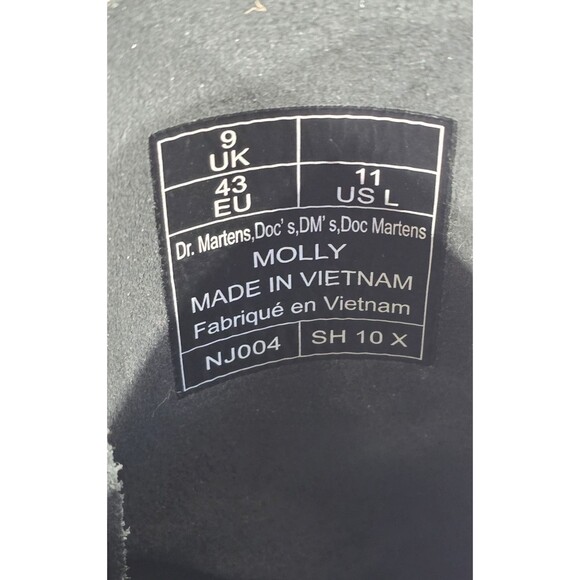 9
UK
43
EU
11
US L
Dr. Martens,Doc' s,DM' s,Doc Martens
MOLLY
MADE IN VIETNAM
Fabriqué en Vietnam
NJ004
SH 10 X